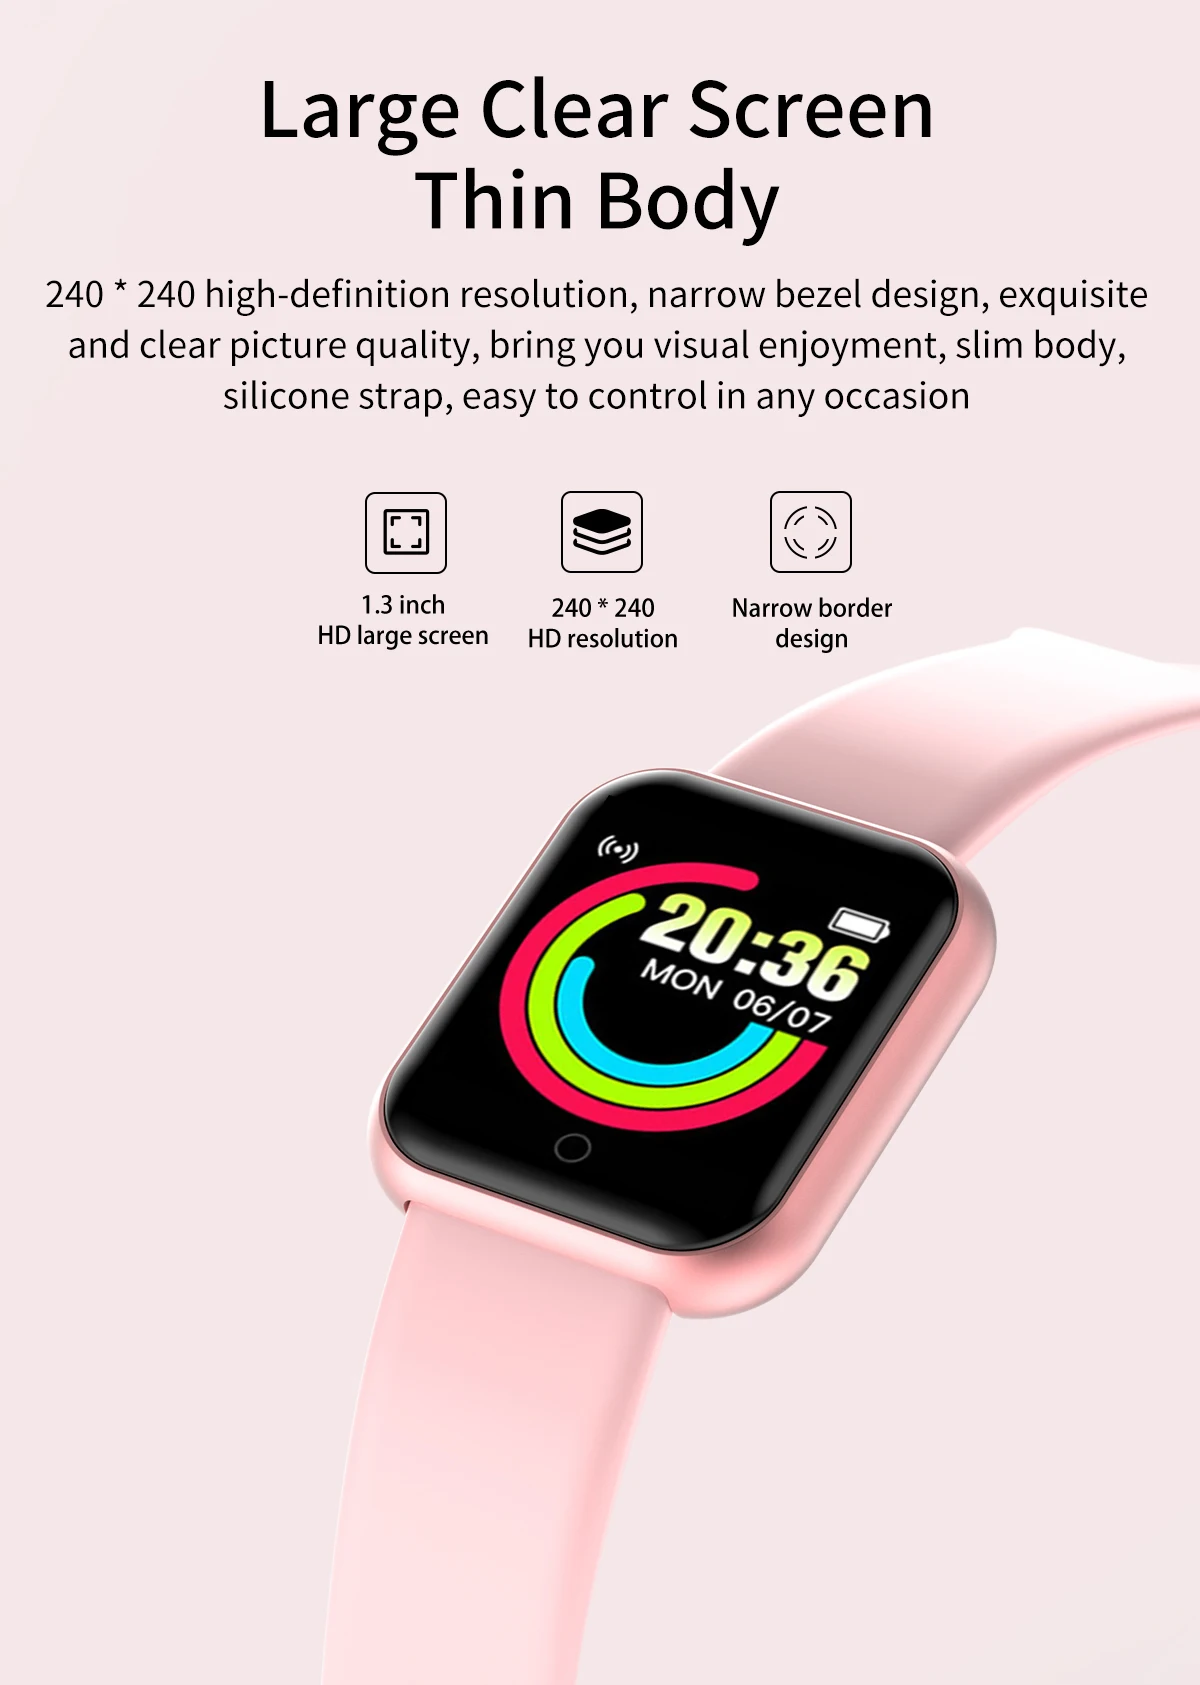 Large Clear Screen
Thin Body
240 * 240 high-definition resolution, narrow bezel design, exquisite
and clear picture quality, bring you visual enjoyment, slim body,
silicone strap, easy to control in any occasion
1.3 inch
HD large screen
240 * 240
HD resolution
Narrow border
design
20:36
MON 06/07